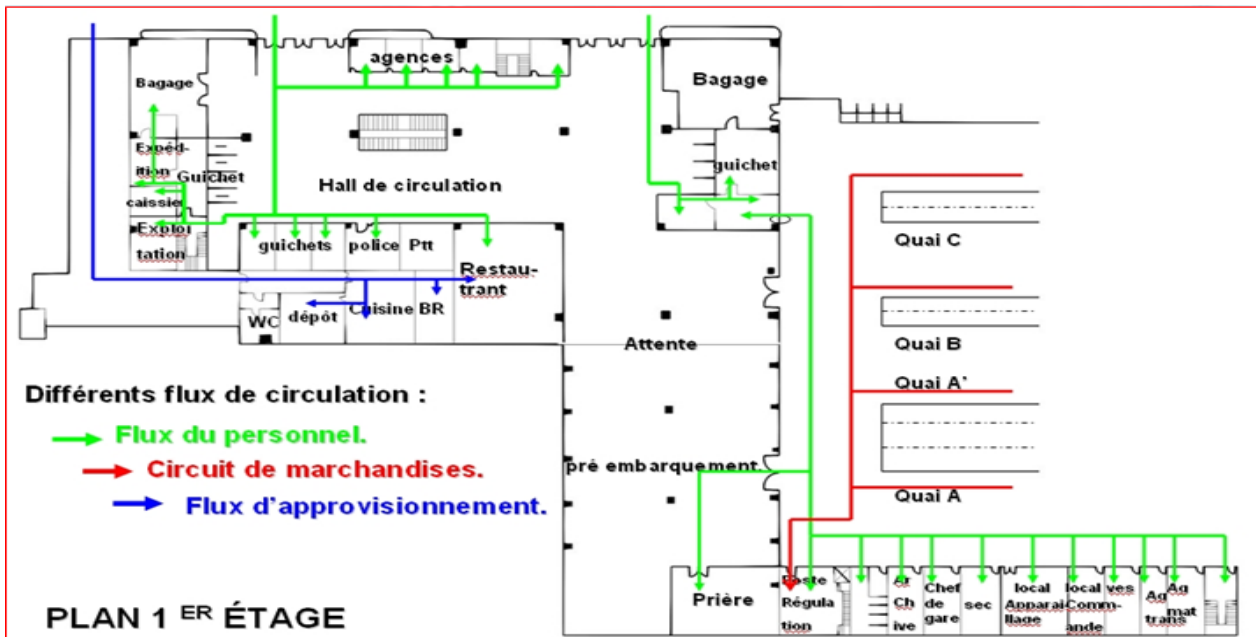 agences
Bagage
Bagage
Expéd-
ition
Guichet
guichet
Hall de circulation
caissier
Exploi
tation
guichets
police
Ptt
Restau-
trant
WC
dépôt
Cuisine
BR
Quai C
Quai B
Attente
Quai A'
Différents flux de circulation :
Flux du personnel.
Circuit de marchandises.
Flux d'approvisionnement.
pré embarquement.
Quai A
Prière
Poste
Régula
tion
Ar
Ch
ive
Chef
de
gare
sec
local
Apparai-
llage
local
Comm-
ande
ves
Ag
trans
Ag
mat
PLAN 1 ER ÉTAGE